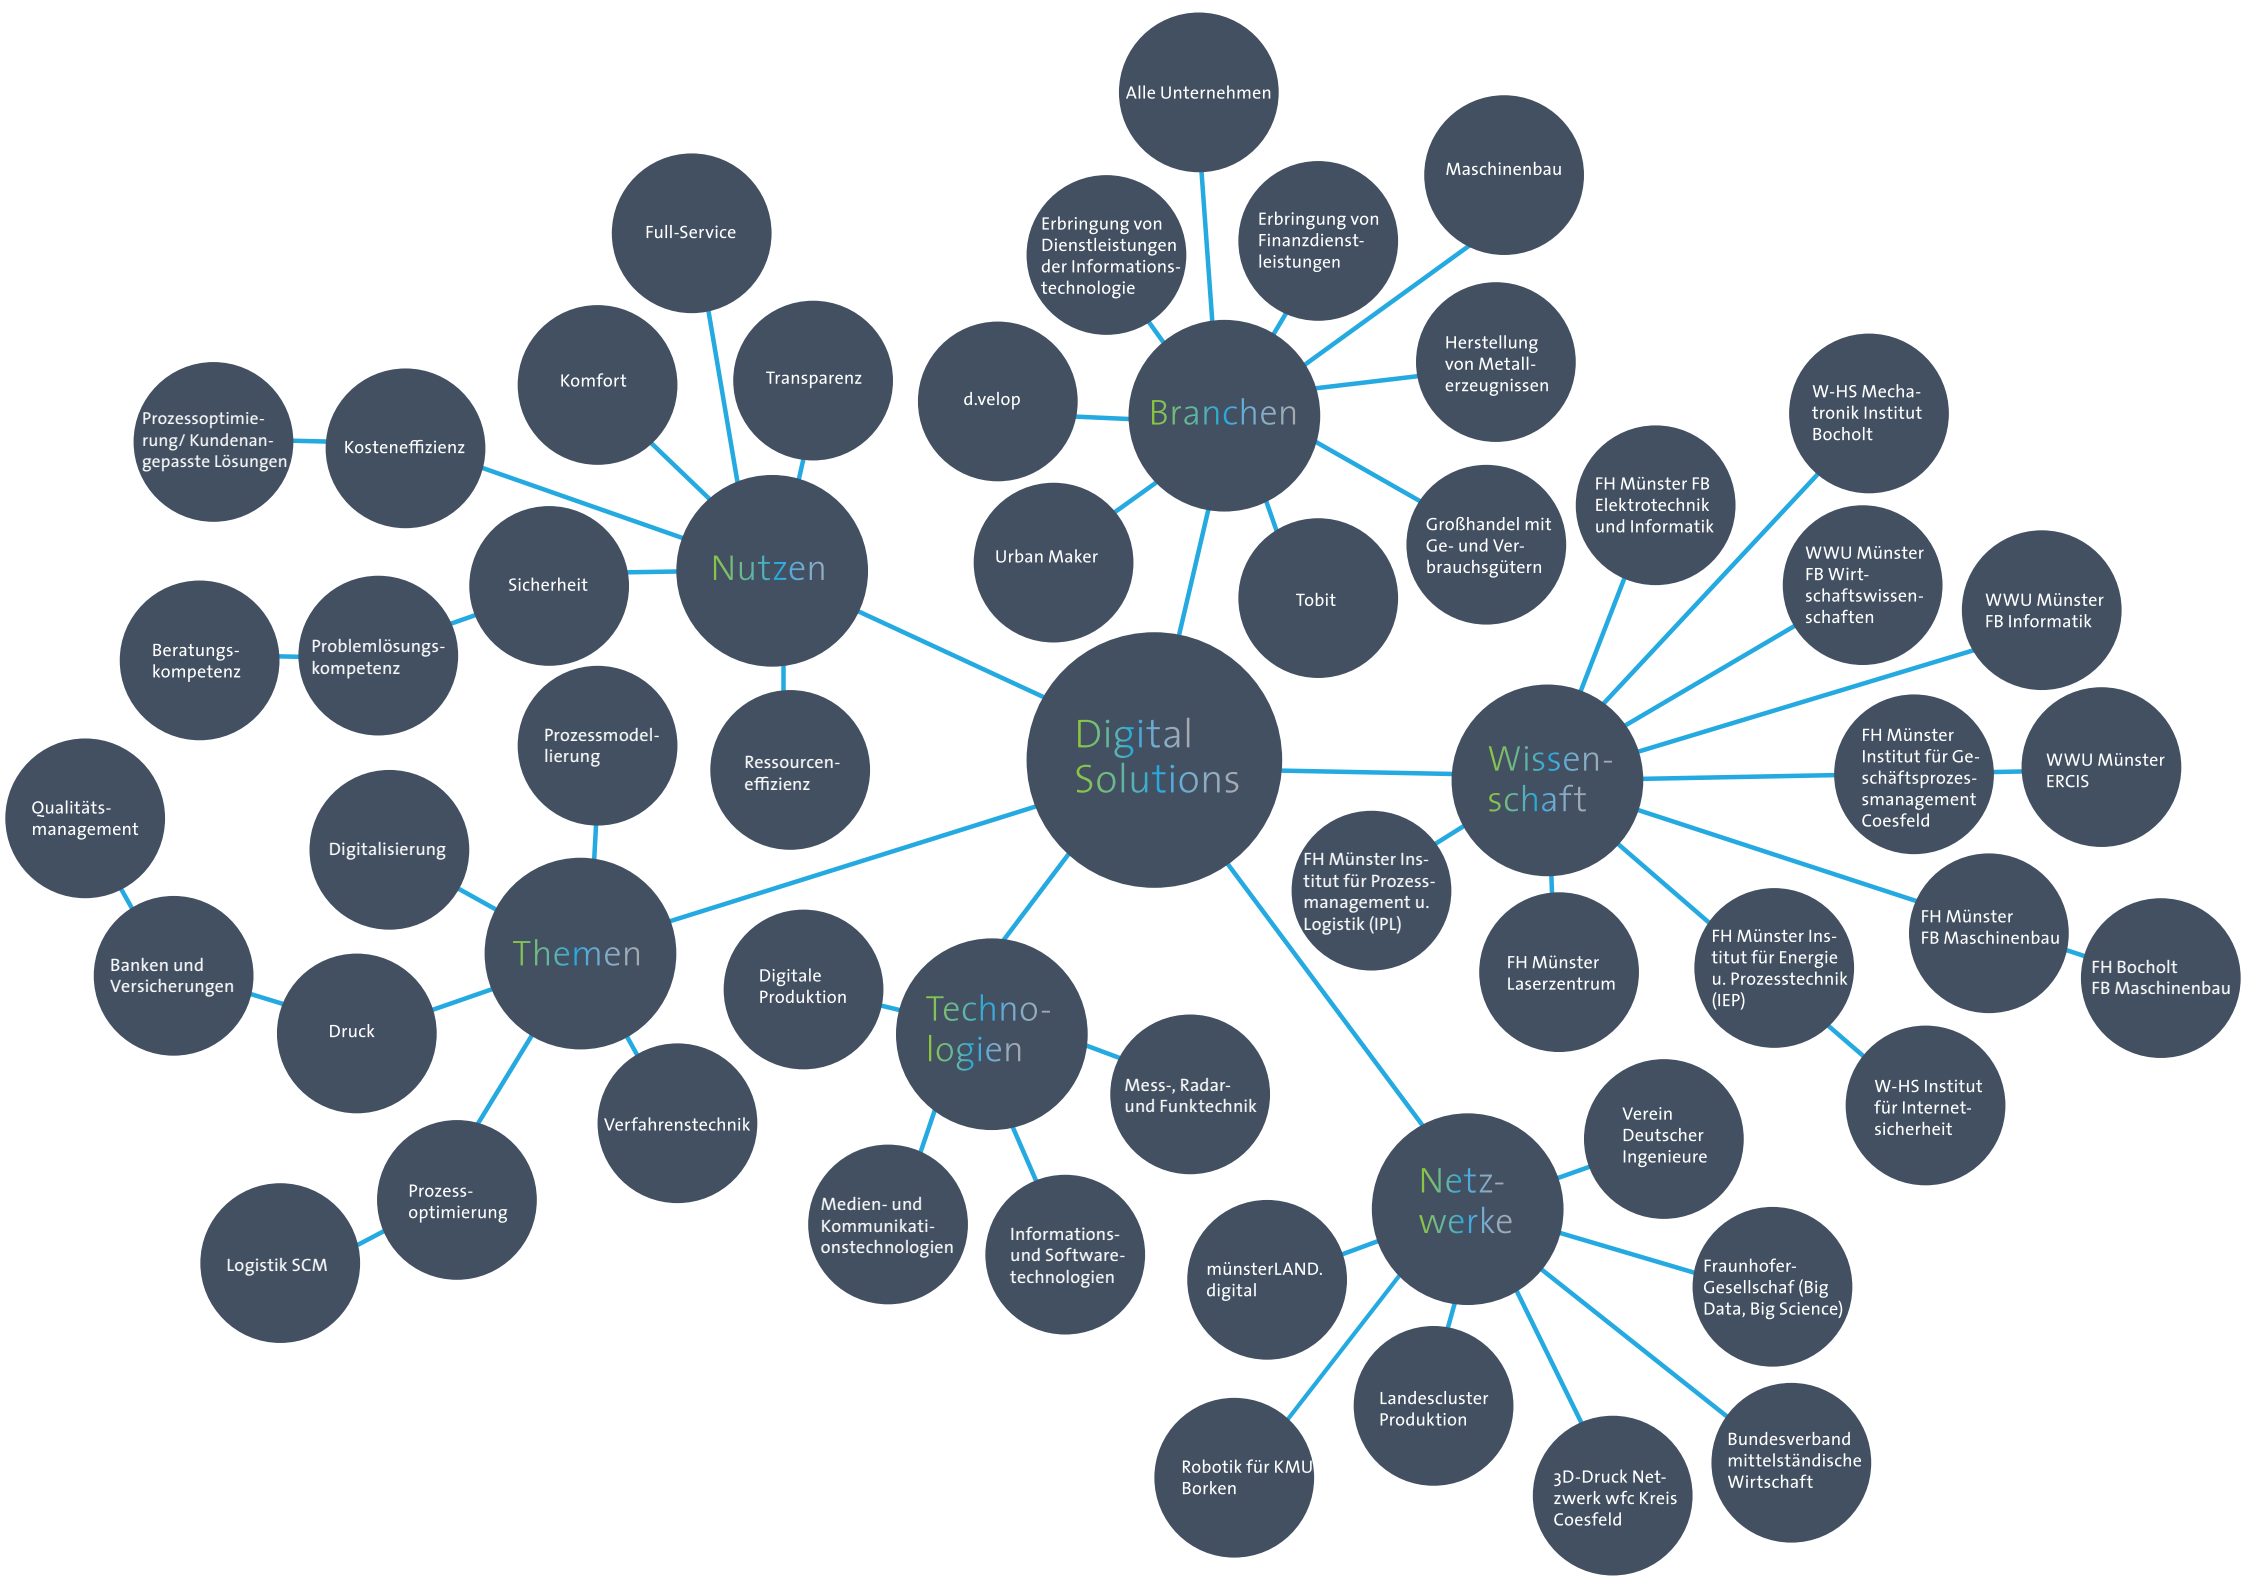 Alle Unternehmen
Maschinenbau
Erbringung von
Dienstleistungen
der Informations-
technologie
Erbringung von
Finanzdienst-
leistungen
Full-Service
Herstellung
von Metall-
erzeugnissen
Komfort
Transparenz
d.velop
Branchen
W-HS Mecha-
tronik Institut
Bocholt
Prozessoptimie-
rung/ Kundenan-
gepasste Lösungen
Kosteneffizienz
FH Münster FB
Elektrotechnik
und Informatik
Großhandel mit
Ge- und Ver-
brauchsgütern
Urban Maker
Tobit
Nutzen
Sicherheit
WWU Münster
FB Wirt-
schaftswissen-
schaften
WWU Münster
FB Informatik
Beratungs-
kompetenz
Problemlösungs-
kompetenz
Prozessmodel-
lierung
Ressourcen-
effizienz
Digital
Solutions
Wissen-
schaft
FH Münster
Institut für Ge-
schäftsprozes-
smanagement
Coesfeld
WWU Münster
ERCIS
Qualitäts-
management
Digitalisierung
FH Münster Ins-
titut für Prozess-
management u.
Logistik (IPL)
FH Münster
Laserzentrum
FH Münster Ins-
titut für Energie
u. Prozesstechnik
(IEP)
FH Münster
FB Maschinenbau
FH Bocholt
FB Maschinenbau
Banken und
Versicherungen
Themen
Druck
Digitale
Produktion
Techno-
logien
Mess-, Radar-
und Funktechnik
W-HS Institut
für Internet-
sicherheit
Verfahrenstechnik
Verein
Deutscher
Ingenieure
Prozess-
optimierung
Logistik SCM
Medien- und
Kommunikati-
onstechnologien
Informations-
und Software-
technologien
Netz-
werke
münsterLAND.
digital
Fraunhofer-
Gesellschaf (Big
Data, Big Science)
Landescluster
Produktion
Robotik für KMU
Borken
3D-Druck Net-
zwerk wfc Kreis
Coesfeld
Bundesverband
mittelständische
Wirtschaft